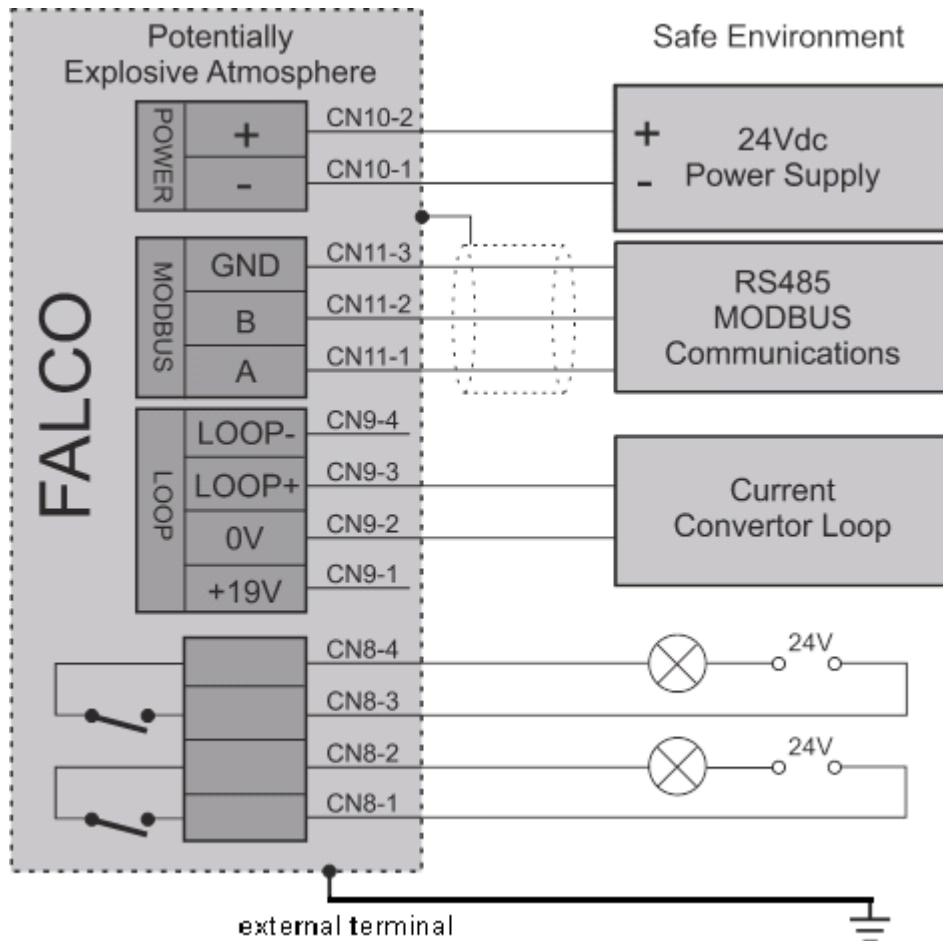 Potentially
Explosive Atmosphere
Safe Environment
FALCO
POWER
+
-
CN10-2
CN10-1
+
-
24Vdc
Power Supply
MODBUS
GND
B
A
CN11-3
CN11-2
CN11-1
RS485
MODBUS
Communications
LOOP
LOOP-
LOOP+
0V
+19V
CN9-4
CN9-3
CN9-2
CN9-1
Current
Convertor Loop
CN8-4
CN8-3
CN8-2
CN8-1
24V
24V
external terminal